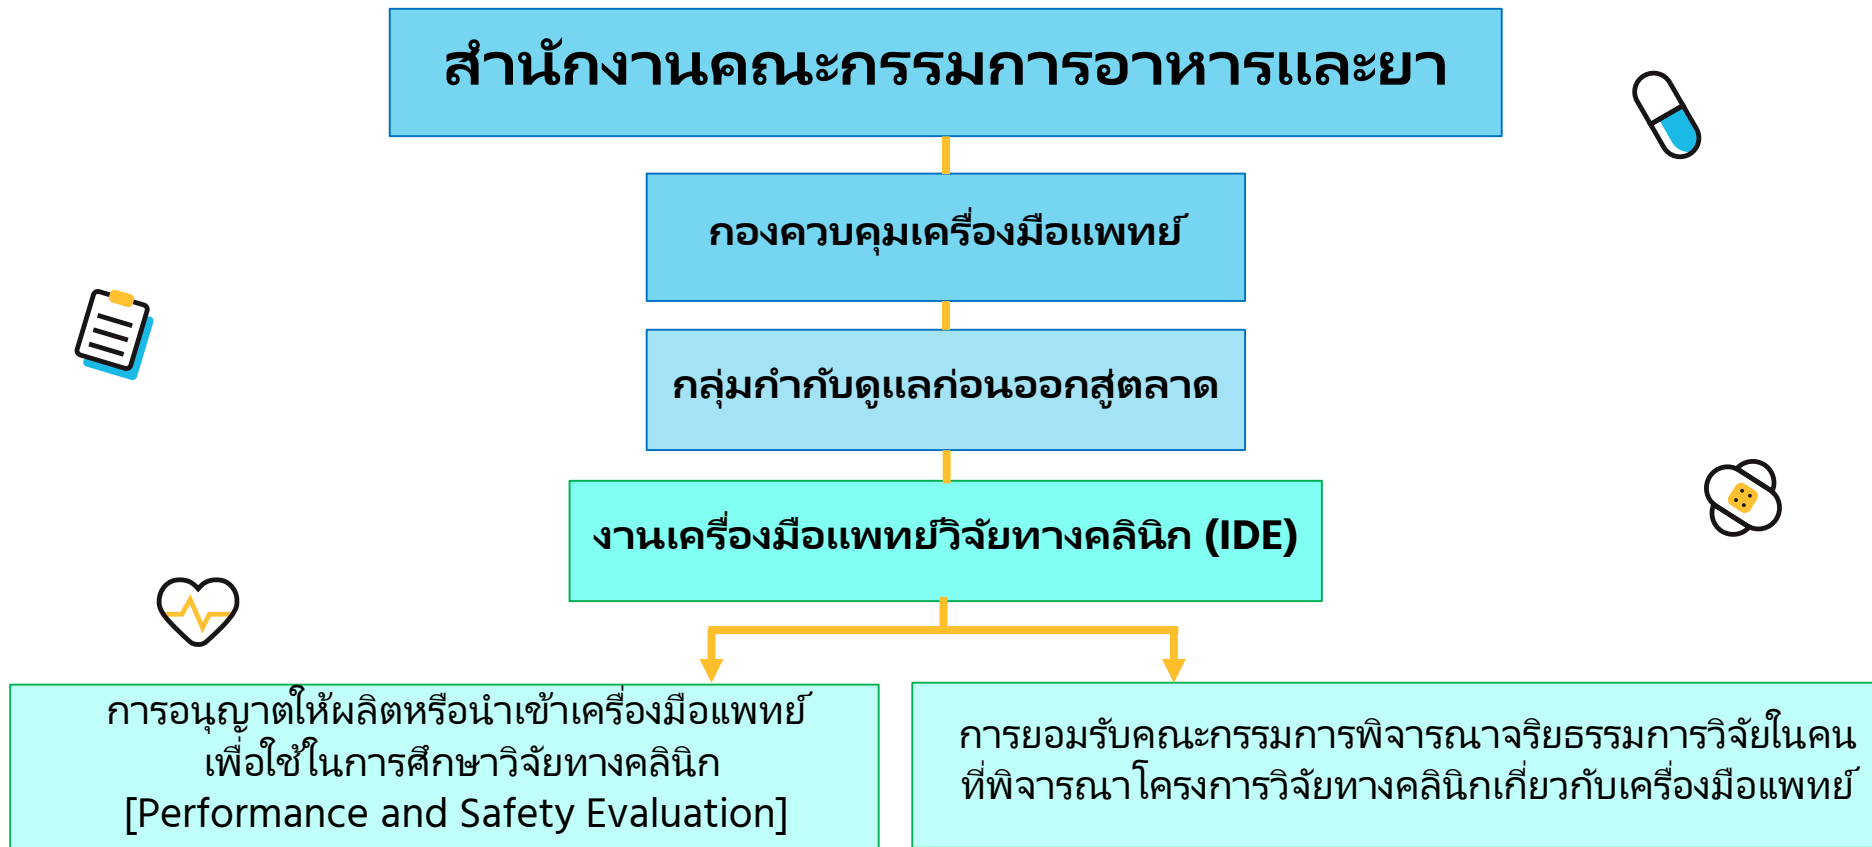 สำนักงานคณะกรรมการอาหารและยา
กองควบคุมเครื่องมือแพทย์
กลุ่มกำกับดูแลก่อนออกสู่ตลาด
งานเครื่องมือแพทย์วิจัยทางคลินิก (IDE)
การอนุญาตให้ผลิตหรือนำเข้าเครื่องมือแพทย์
เพื่อใช้ในการศึกษาวิจัยทางคลินิก
[Performance and Safety Evaluation]
การยอมรับคณะกรรมการพิจารณาจริยธรรมการวิจัยในคน
ที่พิจารณาโครงการวิจัยทางคลินิกเกี่ยวกับเครื่องมือแพทย์